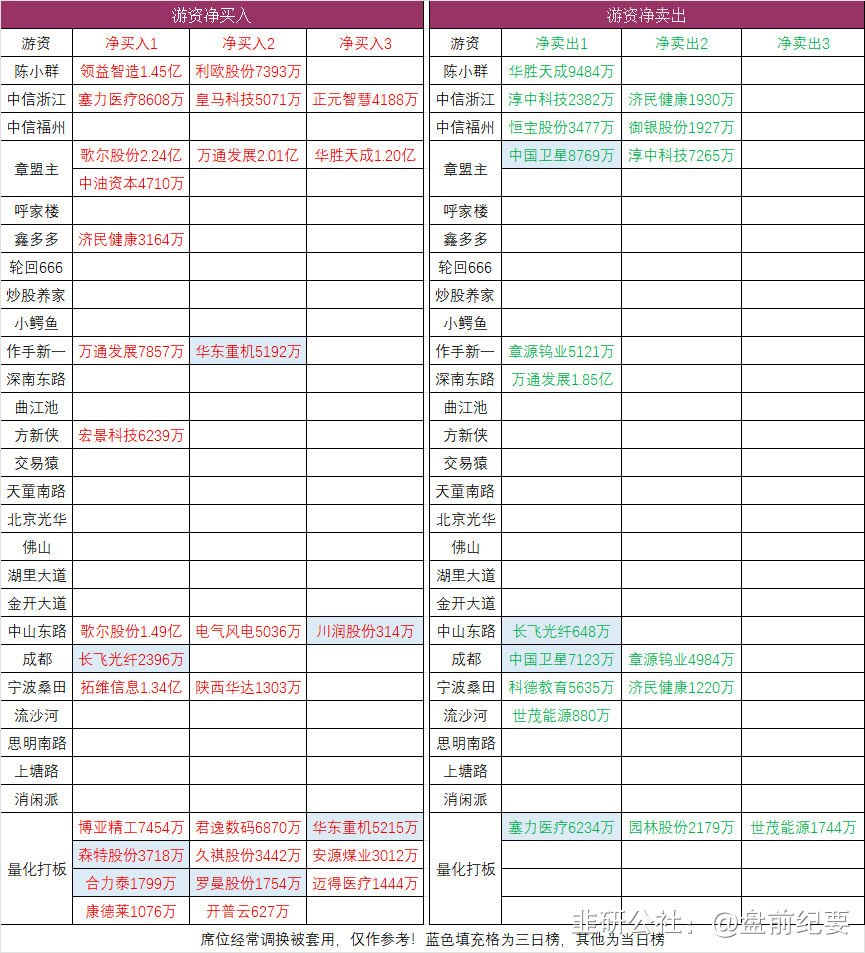 游资净买入 游资净卖出
游资 净买入1 净买入2 净买入3 游资 净卖出1 净卖出2 净卖出3
陈小群 领益智造1.45亿 利欧股份7393万 陈小群 华胜天成9484万
中信浙江 塞力医疗8608万 皇马科技5071万 正元智慧4188万 中信浙江 淳中科技2382万 济民健康1930万
中信福州 中信福州 恒宝股份3477万 御银股份1927万
章盟主 歌尔股份2.24亿 万通发展2.01亿 华胜天成1.20亿 章盟主 中国卫星8769万 淳中科技7265万
中油资本4710万
呼家楼 呼家楼
鑫多多 济民健康3164万 鑫多多
轮回666 轮回666
炒股养家 炒股养家
小鳄鱼 小鳄鱼
作手新一 万通发展7857万 华东重机5192万 作手新一 章源钨业5121万
深南东路 深南东路 万通发展1.85亿
曲江池 曲江池
方新侠 宏景科技6239万 方新侠
交易猿 交易猿
天童南路 天童南路
北京光华 北京光华
佛山 佛山
湖里大道 湖里大道
金开大道 金开大道
中山东路 歌尔股份1.49亿 电气风电5036万 川润股份314万 中山东路 长飞光纤648万
成都 长飞光纤2396万 成都 中国卫星7123万 章源钨业4984万
宁波桑田 拓维信息1.34亿 陕西华达1303万 宁波桑田 科德教育5635万 济民健康1220万
流沙河 流沙河 世茂能源880万
思明南路 思明南路
上塘路 上塘路
消闲派 消闲派
量化打板 博亚精工7454万 君逸数码6870万 华东重机5215万 量化打板 塞力医疗6234万 园林股份2179万 世茂能源1744万
森特股份3718万 久祺股份3442万 安源煤业3012万
合力泰1799万 罗曼股份1754万 迈得医疗1444万
康德莱1076万 开普云627万
席位经常调换被套用，仅作参考！蓝色填充格为三日榜，其他为当日榜
韭研公社：@盘前纪要